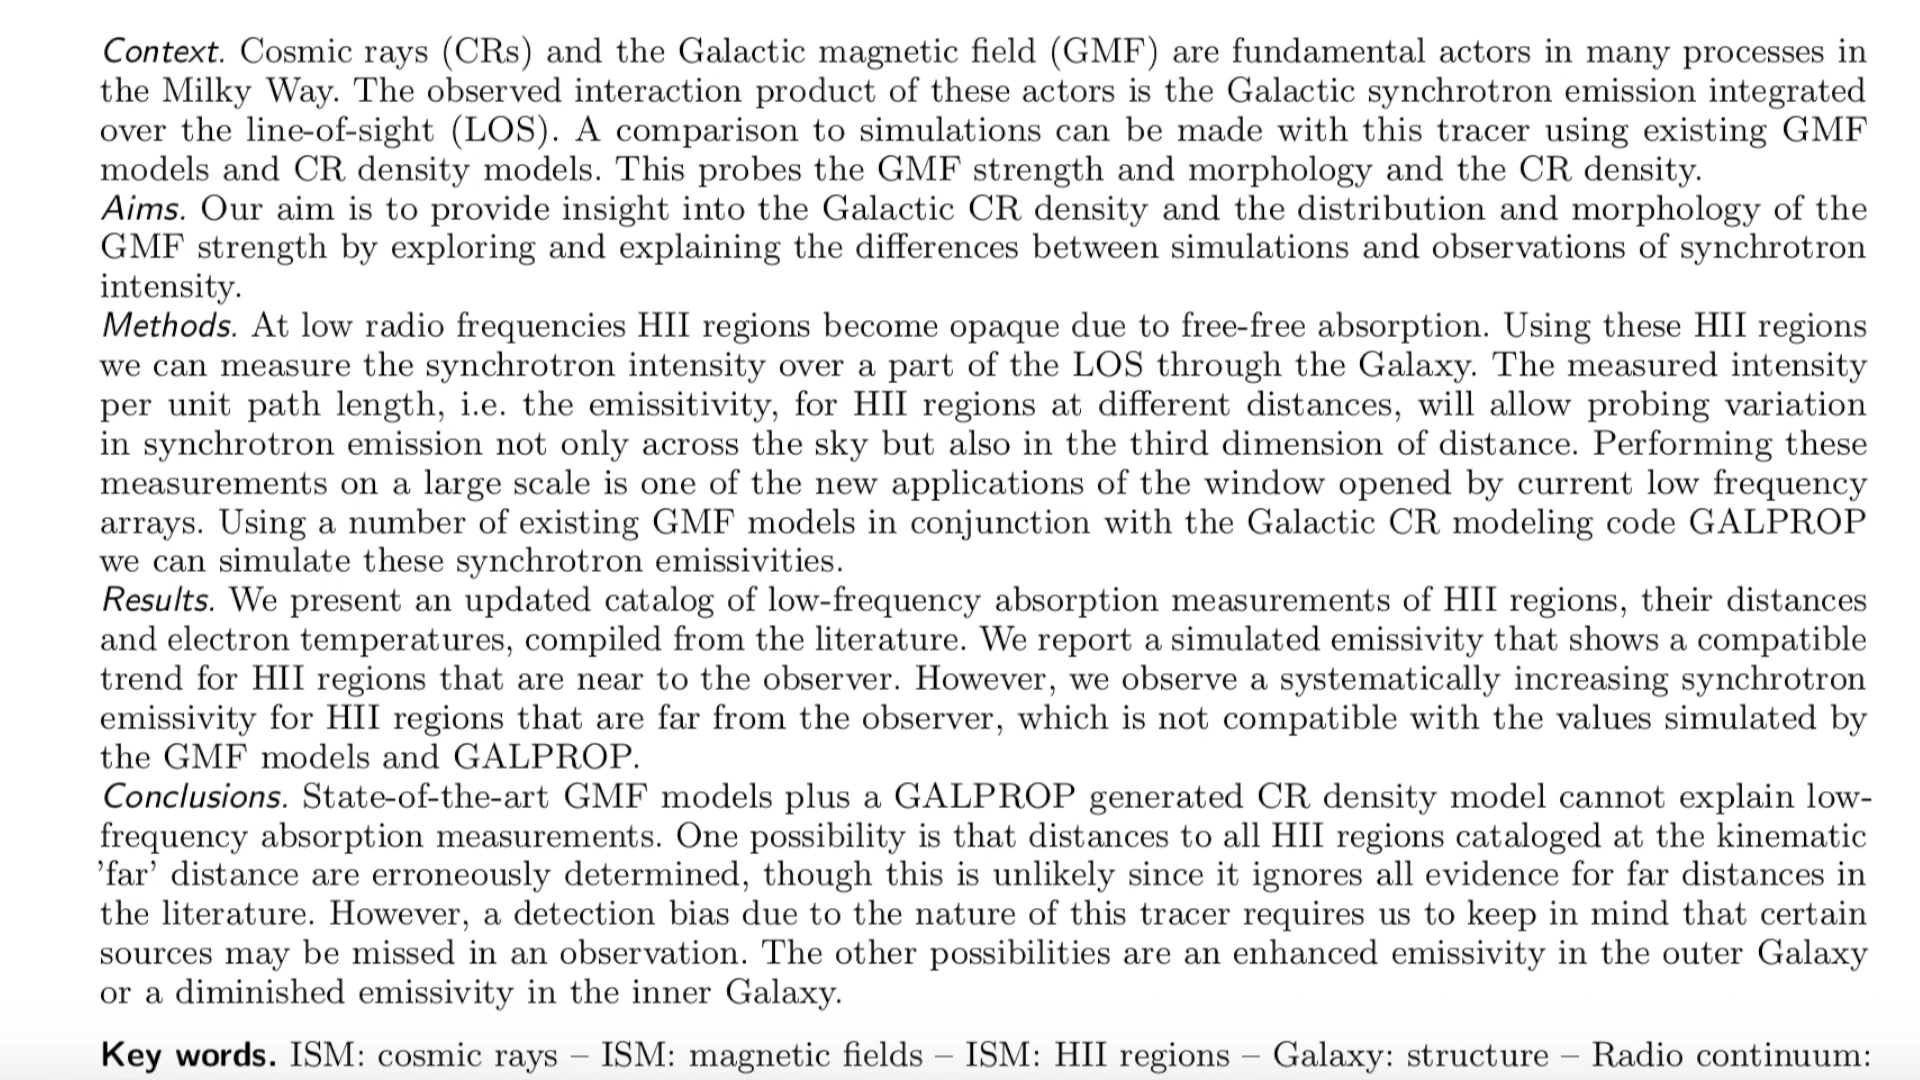 Context. Cosmic rays (CRs) and the Galactic magnetic field (GMF) are fundamental actors in many processes in
the Milky Way. The observed interaction product of these actors is the Galactic synchrotron emission integrated
over the line-of-sight (LOS). A comparison to simulations can be made with this tracer using existing GMF
models and CR density models. This probes the GMF strength and morphology and the CR density.
Aims. Our aim is to provide insight into the Galactic CR density and the distribution and morphology of the
GMF strength by exploring and explaining the differences between simulations and observations of synchrotron
intensity.
Methods. At low radio frequencies HII regions become opaque due to free-free absorption. Using these HII regions
we can measure the synchrotron intensity over a part of the LOS through the Galaxy. The measured intensity
per unit path length, i.e. the emissitivity, for HII regions at different distances, will allow probing variation
in synchrotron emission not only across the sky but also in the third dimension of distance. Performing these
measurements on a large scale is one of the new applications of the window opened by current low frequency
arrays. Using a number of existing GMF models in conjunction with the Galactic CR modeling code GALPROP
we can simulate these synchrotron emissivities.
Results. We present an updated catalog of low-frequency absorption measurements of HII regions, their distances
and electron temperatures, compiled from the literature. We report a simulated emissivity that shows a compatible
trend for HII regions that are near to the observer. However, we observe a systematically increasing synchrotron
emissivity for HII regions that are far from the observer, which is not compatible with the values simulated by
the GMF models and GALPROP.
Conclusions. State-of-the-art GMF models plus a GALPROP generated CR density model cannot explain low-
frequency absorption measurements. One possibility is that distances to all HII regions cataloged at the kinematic
’far’ distance are erroneously determined, though this is unlikely since it ignores all evidence for far distances in
the literature. However, a detection bias due to the nature of this tracer requires us to keep in mind that certain
sources may be missed in an observation. The other possibilities are an enhanced emissivity in the outer Galaxy
or a diminished emissivity in the inner Galaxy.
Key words. ISM: cosmic rays – ISM: magnetic fields – ISM: HII regions – Galaxy: structure – Radio continuum: